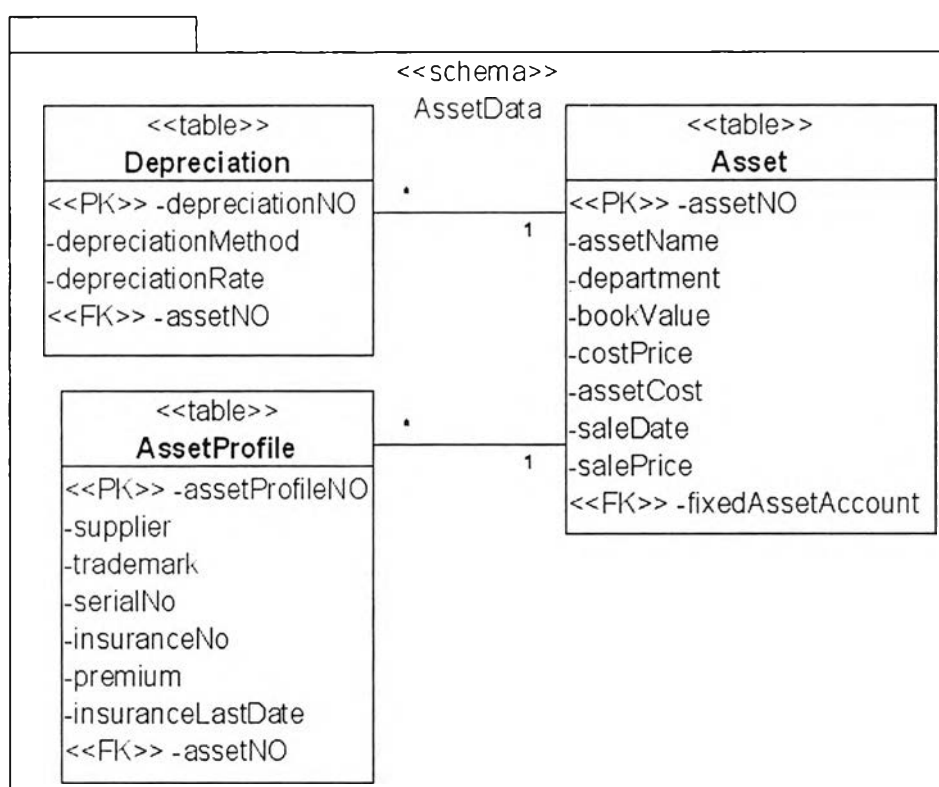 <<schema>>
AssetData
<<table>>
Depreciation
<<PK>> -depreciationNO
-depreciationMethod
-depreciationRate
<<FK>> -assetNO
*
1
<<table>>
Asset
<<PK>> -assetNO
-assetName
-department
-bookValue
-costPrice
-assetCost
-saleDate
-salePrice
<<FK>> -fixedAssetAccount
<<table>>
AssetProfile
<<PK>> -assetProfileNO
-supplier
-trademark
-serialNo
-insuranceNo
-premium
-insuranceLastDate
<<FK>> -assetNO
*
1